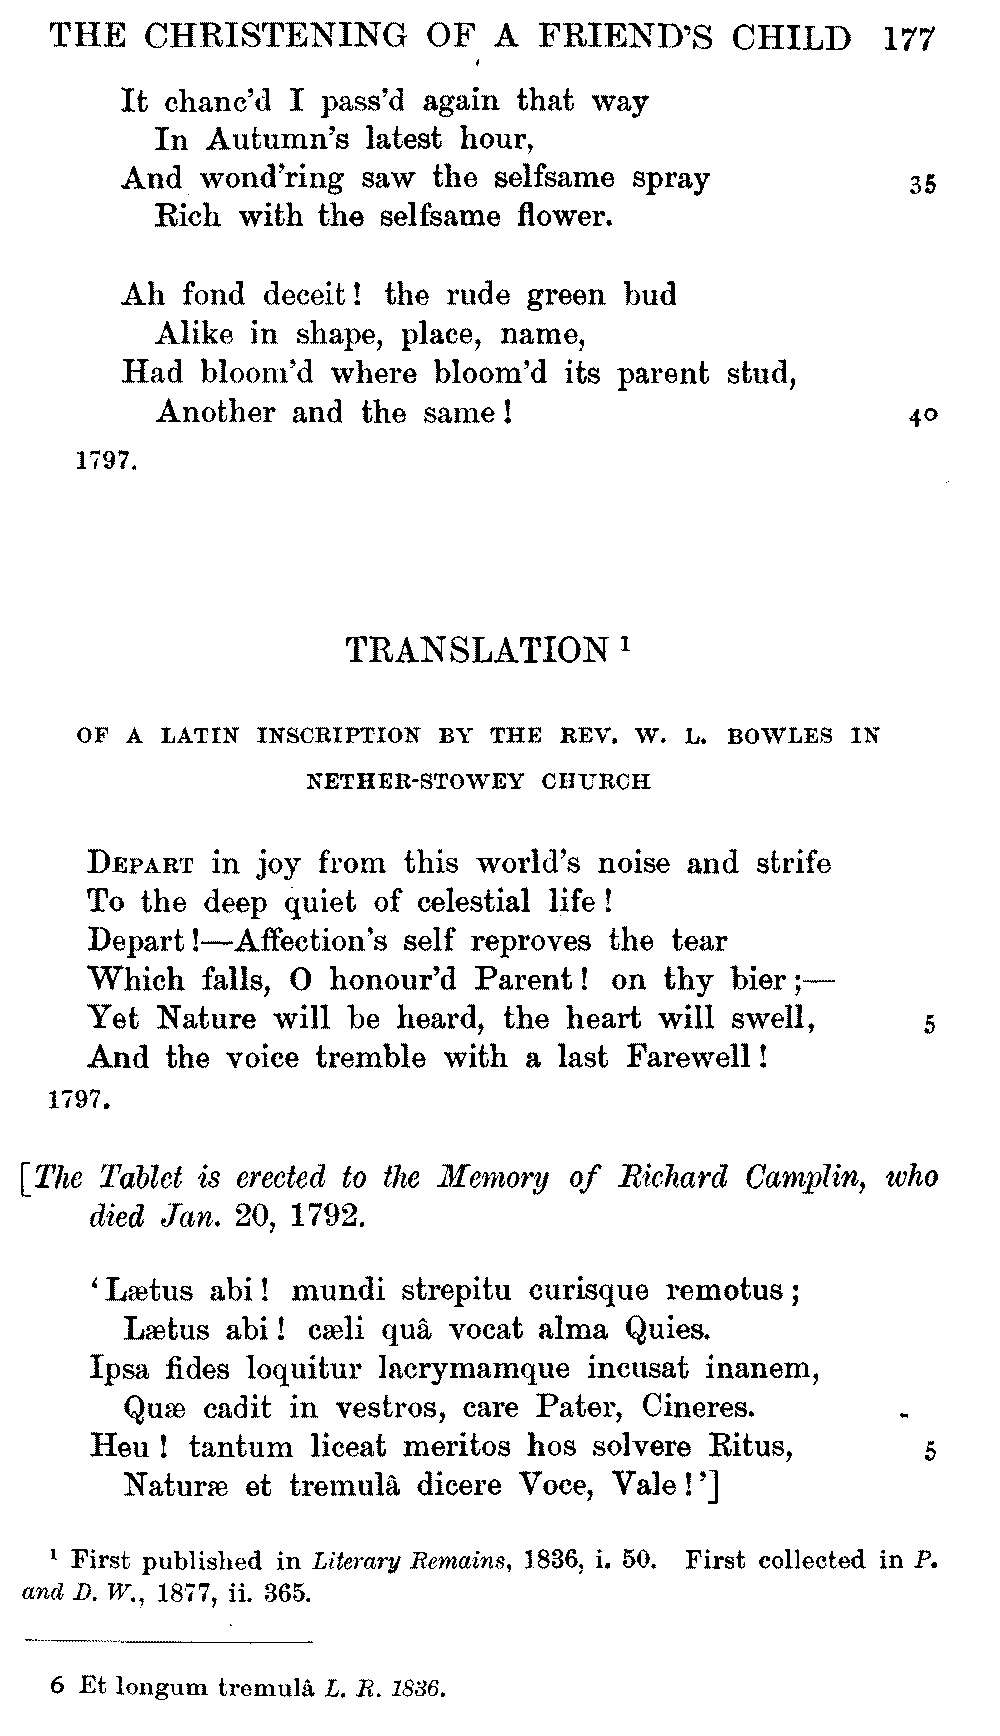 THE CHRISTENING OF A FRIEND'S CHILD 177
It chanc'd I pass'd again that way
In Autumn's latest hour,
And wond'ring saw the selfsame spray 35
Rich with the selfsame flower.
Ah fond deceit! the rude green bud
Alike in shape, place, name,
Had bloom'd where bloom'd its parent stud,
Another and the same! 40
1797.
TRANSLATION ¹
OF A LATIN INSCRIPTION BY THE REV. W. L. BOWLES IN
NETHER-STOWEY CHURCH
DEPART in joy from this world's noise and strife
To the deep quiet of celestial life!
Depart!—Affection's self reproves the tear
Which falls, O honour'd Parent! on thy bier;—
Yet Nature will be heard, the heart will swell, 5
And the voice tremble with a last Farewell!
1797.
[The Tablet is erected to the Memory of Richard Camplin, who
died Jan. 20, 1792.
'Lætus abi! mundi strepitu curisque remotus;
Lætus abi! cæli quâ vocat alma Quies.
Ipsa fides loquitur lacrymamque incusat inanem,
Quæ cadit in vestros, care Pater, Cineres.
Heu! tantum liceat meritos hos solvere Ritus, 5
Naturæ et tremulâ dicere Voce, Vale!']
¹ First published in Literary Remains, 1836, i. 50. First collected in P.
and D. W., 1877, ii. 365.
6 Et longum tremulâ L. R. 1836.